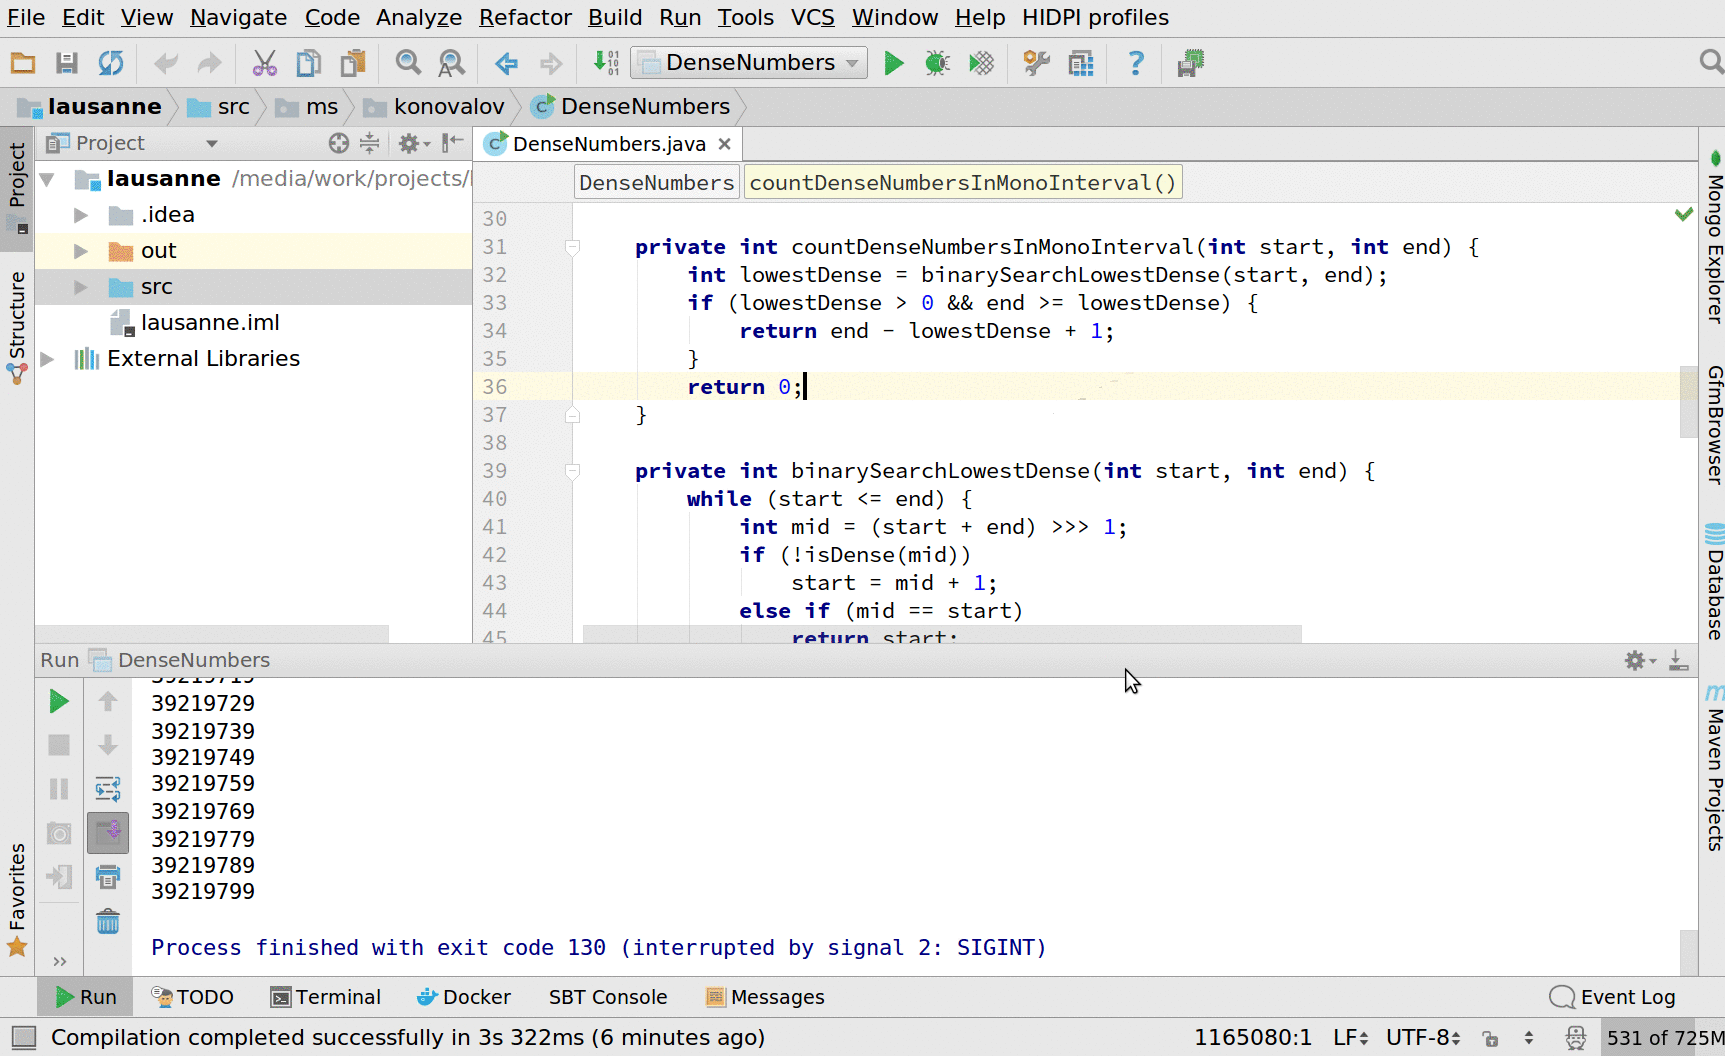 File Edit View Navigate Code Analyze Refactor Build Run Tools VCS Window Help HIDPI profiles
DenseNumbers
lausanne src ms konovalov DenseNumbers
Project
DenseNumbers.java
lausanne /media/work/projects/
.idea
out
src
lausanne.iml
External Libraries
DenseNumbers countDenseNumbersInMonoInterval()
30
31 private int countDenseNumbersInMonoInterval(int start, int end) {
32 int lowestDense = binarySearchLowestDense(start, end);
33 if (lowestDense > 0 && end >= lowestDense) {
34 return end - lowestDense + 1;
35 }
36 return 0;
37 }
38
39 private int binarySearchLowestDense(int start, int end) {
40 while (start <= end) {
41 int mid = (start + end) >>> 1;
42 if (!isDense(mid))
43 start = mid + 1;
44 else if (mid == start)
45 return start;
Project
Structure
Favorites
Mongo Explorer
GfmBrowser
Database
Maven Projects
Run DenseNumbers
39219719
39219729
39219739
39219749
39219759
39219769
39219779
39219789
39219799
Process finished with exit code 130 (interrupted by signal 2: SIGINT)
Run TODO Terminal Docker SBT Console Messages Event Log
Compilation completed successfully in 3s 322ms (6 minutes ago) 1165080:1 LF UTF-8 531 of 725M